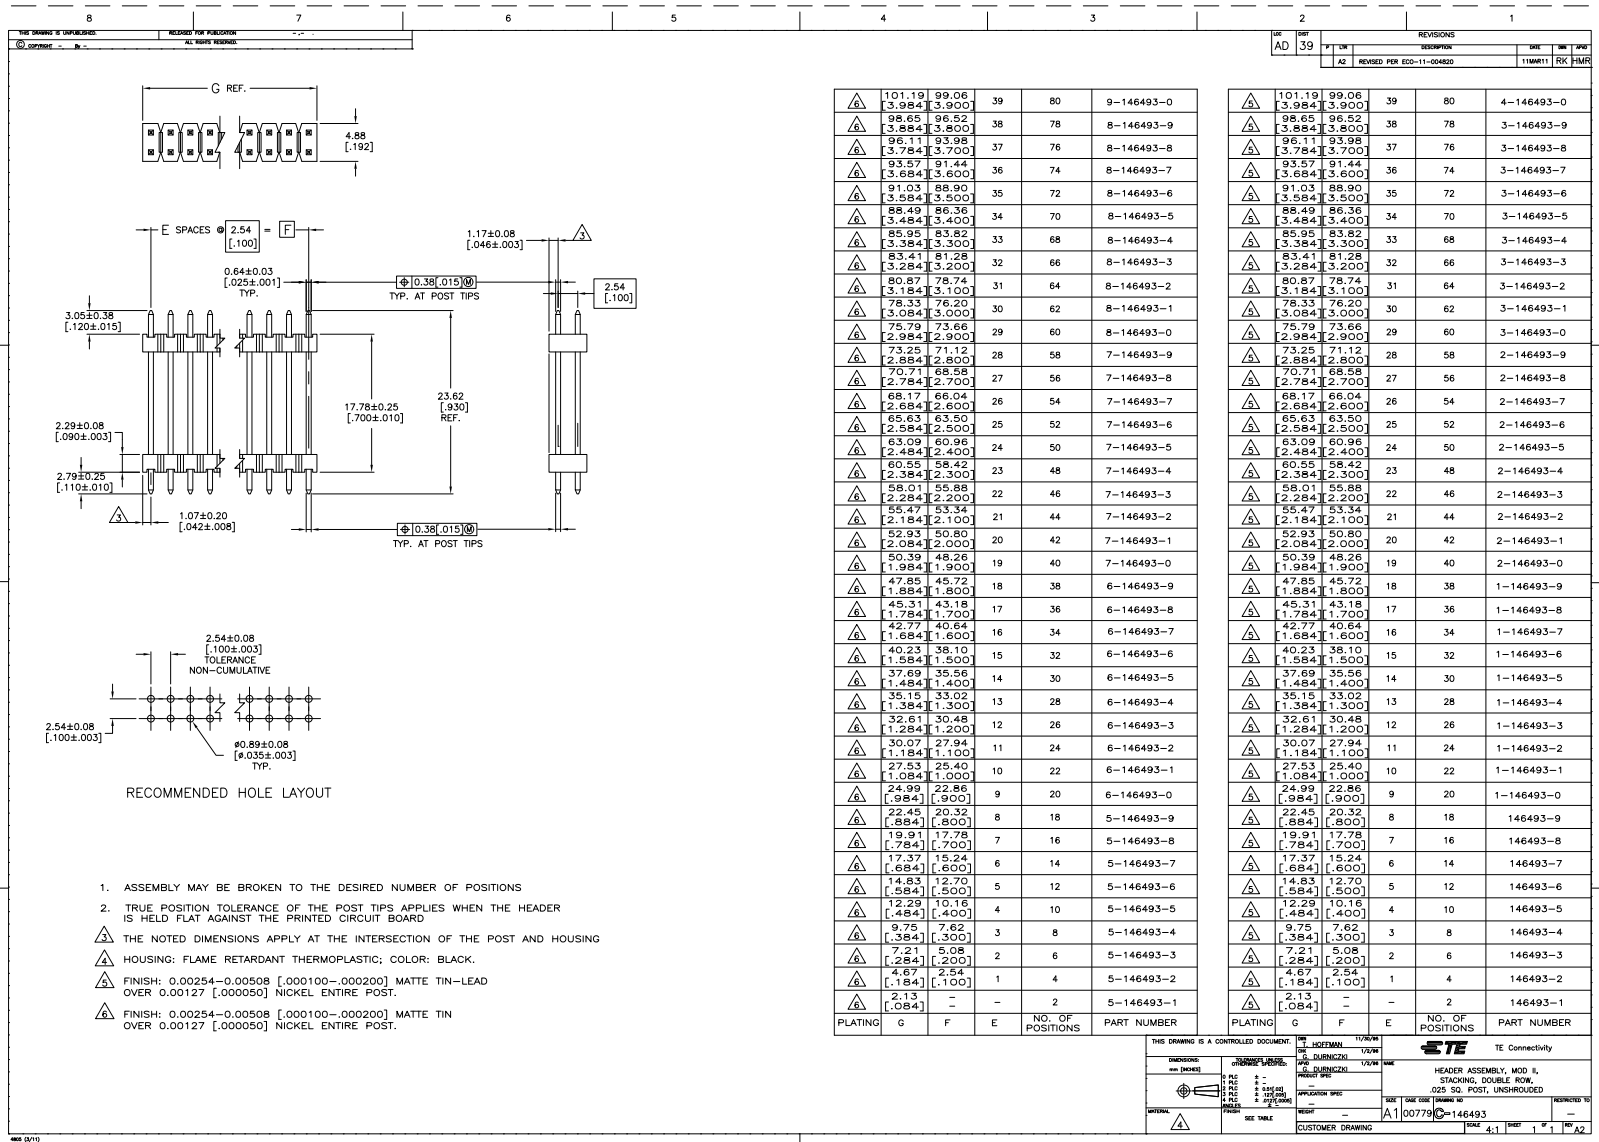 8 7 6 5 4 3 2 1
THIS DRAWING IS UNPUBLISHED. RELEASED FOR PUBLICATION - ,- .
© COPYRIGHT - By - ALL RIGHTS RESERVED.
LOC DIST REVISIONS
AD 39 P LTR DESCRIPTION DATE DWN APVD
A2 REVISED PER ECO-11-004820 11MAR11 RK HMR
G REF.
4.88
[.192]
E SPACES @ 2.54 [.100] = F
0.64±0.03
[.025±.001]
TYP.
0.38[.015]Ⓜ
TYP. AT POST TIPS
1.17±0.08
[.046±.003]
3
2.54
[.100]
3.05±0.38
[.120±.015]
17.78±0.25
[.700±.010]
23.62
[.930]
REF.
2.29±0.08
[.090±.003]
2.79±0.25
[.110±.010]
3
1.07±0.20
[.042±.008]
0.38[.015]Ⓜ
TYP. AT POST TIPS
2.54±0.08
[.100±.003]
TOLERANCE
NON-CUMULATIVE
2.54±0.08
[.100±.003]
ø0.89±0.08
[ø.035±.003]
TYP.
RECOMMENDED HOLE LAYOUT
1. ASSEMBLY MAY BE BROKEN TO THE DESIRED NUMBER OF POSITIONS
2. TRUE POSITION TOLERANCE OF THE POST TIPS APPLIES WHEN THE HEADER
IS HELD FLAT AGAINST THE PRINTED CIRCUIT BOARD
3 THE NOTED DIMENSIONS APPLY AT THE INTERSECTION OF THE POST AND HOUSING
4 HOUSING: FLAME RETARDANT THERMOPLASTIC; COLOR: BLACK.
5 FINISH: 0.00254-0.00508 [.000100-.000200] MATTE TIN-LEAD
OVER 0.00127 [.000050] NICKEL ENTIRE POST.
6 FINISH: 0.00254-0.00508 [.000100-.000200] MATTE TIN
OVER 0.00127 [.000050] NICKEL ENTIRE POST.
6 101.19 [3.984] 99.06 [3.900] 39 80 9-146493-0
6 98.65 [3.884] 96.52 [3.800] 38 78 8-146493-9
6 96.11 [3.784] 93.98 [3.700] 37 76 8-146493-8
6 93.57 [3.684] 91.44 [3.600] 36 74 8-146493-7
6 91.03 [3.584] 88.90 [3.500] 35 72 8-146493-6
6 88.49 [3.484] 86.36 [3.400] 34 70 8-146493-5
6 85.95 [3.384] 83.82 [3.300] 33 68 8-146493-4
6 83.41 [3.284] 81.28 [3.200] 32 66 8-146493-3
6 80.87 [3.184] 78.74 [3.100] 31 64 8-146493-2
6 78.33 [3.084] 76.20 [3.000] 30 62 8-146493-1
6 75.79 [2.984] 73.66 [2.900] 29 60 8-146493-0
6 73.25 [2.884] 71.12 [2.800] 28 58 7-146493-9
6 70.71 [2.784] 68.58 [2.700] 27 56 7-146493-8
6 68.17 [2.684] 66.04 [2.600] 26 54 7-146493-7
6 65.63 [2.584] 63.50 [2.500] 25 52 7-146493-6
6 63.09 [2.484] 60.96 [2.400] 24 50 7-146493-5
6 60.55 [2.384] 58.42 [2.300] 23 48 7-146493-4
6 58.01 [2.284] 55.88 [2.200] 22 46 7-146493-3
6 55.47 [2.184] 53.34 [2.100] 21 44 7-146493-2
6 52.93 [2.084] 50.80 [2.000] 20 42 7-146493-1
6 50.39 [1.984] 48.26 [1.900] 19 40 7-146493-0
6 47.85 [1.884] 45.72 [1.800] 18 38 6-146493-9
6 45.31 [1.784] 43.18 [1.700] 17 36 6-146493-8
6 42.77 [1.684] 40.64 [1.600] 16 34 6-146493-7
6 40.23 [1.584] 38.10 [1.500] 15 32 6-146493-6
6 37.69 [1.484] 35.56 [1.400] 14 30 6-146493-5
6 35.15 [1.384] 33.02 [1.300] 13 28 6-146493-4
6 32.61 [1.284] 30.48 [1.200] 12 26 6-146493-3
6 30.07 [1.184] 27.94 [1.100] 11 24 6-146493-2
6 27.53 [1.084] 25.40 [1.000] 10 22 6-146493-1
6 24.99 [.984] 22.86 [.900] 9 20 6-146493-0
6 22.45 [.884] 20.32 [.800] 8 18 5-146493-9
6 19.91 [.784] 17.78 [.700] 7 16 5-146493-8
6 17.37 [.684] 15.24 [.600] 6 14 5-146493-7
6 14.83 [.584] 12.70 [.500] 5 12 5-146493-6
6 12.29 [.484] 10.16 [.400] 4 10 5-146493-5
6 9.75 [.384] 7.62 [.300] 3 8 5-146493-4
6 7.21 [.284] 5.08 [.200] 2 6 5-146493-3
6 4.67 [.184] 2.54 [.100] 1 4 5-146493-2
6 2.13 [.084] - - - 2 5-146493-1
PLATING G F E NO. OF POSITIONS PART NUMBER
5 101.19 [3.984] 99.06 [3.900] 39 80 4-146493-0
5 98.65 [3.884] 96.52 [3.800] 38 78 3-146493-9
5 96.11 [3.784] 93.98 [3.700] 37 76 3-146493-8
5 93.57 [3.684] 91.44 [3.600] 36 74 3-146493-7
5 91.03 [3.584] 88.90 [3.500] 35 72 3-146493-6
5 88.49 [3.484] 86.36 [3.400] 34 70 3-146493-5
5 85.95 [3.384] 83.82 [3.300] 33 68 3-146493-4
5 83.41 [3.284] 81.28 [3.200] 32 66 3-146493-3
5 80.87 [3.184] 78.74 [3.100] 31 64 3-146493-2
5 78.33 [3.084] 76.20 [3.000] 30 62 3-146493-1
5 75.79 [2.984] 73.66 [2.900] 29 60 3-146493-0
5 73.25 [2.884] 71.12 [2.800] 28 58 2-146493-9
5 70.71 [2.784] 68.58 [2.700] 27 56 2-146493-8
5 68.17 [2.684] 66.04 [2.600] 26 54 2-146493-7
5 65.63 [2.584] 63.50 [2.500] 25 52 2-146493-6
5 63.09 [2.484] 60.96 [2.400] 24 50 2-146493-5
5 60.55 [2.384] 58.42 [2.300] 23 48 2-146493-4
5 58.01 [2.284] 55.88 [2.200] 22 46 2-146493-3
5 55.47 [2.184] 53.34 [2.100] 21 44 2-146493-2
5 52.93 [2.084] 50.80 [2.000] 20 42 2-146493-1
5 50.39 [1.984] 48.26 [1.900] 19 40 2-146493-0
5 47.85 [1.884] 45.72 [1.800] 18 38 1-146493-9
5 45.31 [1.784] 43.18 [1.700] 17 36 1-146493-8
5 42.77 [1.684] 40.64 [1.600] 16 34 1-146493-7
5 40.23 [1.584] 38.10 [1.500] 15 32 1-146493-6
5 37.69 [1.484] 35.56 [1.400] 14 30 1-146493-5
5 35.15 [1.384] 33.02 [1.300] 13 28 1-146493-4
5 32.61 [1.284] 30.48 [1.200] 12 26 1-146493-3
5 30.07 [1.184] 27.94 [1.100] 11 24 1-146493-2
5 27.53 [1.084] 25.40 [1.000] 10 22 1-146493-1
5 24.99 [.984] 22.86 [.900] 9 20 1-146493-0
5 22.45 [.884] 20.32 [.800] 8 18 146493-9
5 19.91 [.784] 17.78 [.700] 7 16 146493-8
5 17.37 [.684] 15.24 [.600] 6 14 146493-7
5 14.83 [.584] 12.70 [.500] 5 12 146493-6
5 12.29 [.484] 10.16 [.400] 4 10 146493-5
5 9.75 [.384] 7.62 [.300] 3 8 146493-4
5 7.21 [.284] 5.08 [.200] 2 6 146493-3
5 4.67 [.184] 2.54 [.100] 1 4 146493-2
5 2.13 [.084] - - - 2 146493-1
PLATING G F E NO. OF POSITIONS PART NUMBER
THIS DRAWING IS A CONTROLLED DOCUMENT.
DIMENSIONS:
mm [INCHES]
TOLERANCES UNLESS
OTHERWISE SPECIFIED:
0 PLC ± -
1 PLC ± -
2 PLC ± 0.51[.02]
3 PLC ± .127[.005]
4 PLC ± .0127[.0005]
ANGLES ± -
MATERIAL 4
FINISH SEE TABLE
DWN 11/30/95
T. HOFFMAN
CHK 1/2/96
G. DURNICZKI
APVD 1/2/96
G. DURNICZKI
PRODUCT SPEC
-
APPLICATION SPEC
-
WEIGHT -
CUSTOMER DRAWING
TE TE Connectivity
NAME
HEADER ASSEMBLY, MOD II,
STACKING, DOUBLE ROW,
.025 SQ. POST, UNSHROUDED
SIZE CAGE CODE DRAWING NO RESTRICTED TO
A1 00779 C=146493 -
SCALE 4:1 SHEET 1 OF 1 REV A2
4805 (3/11)